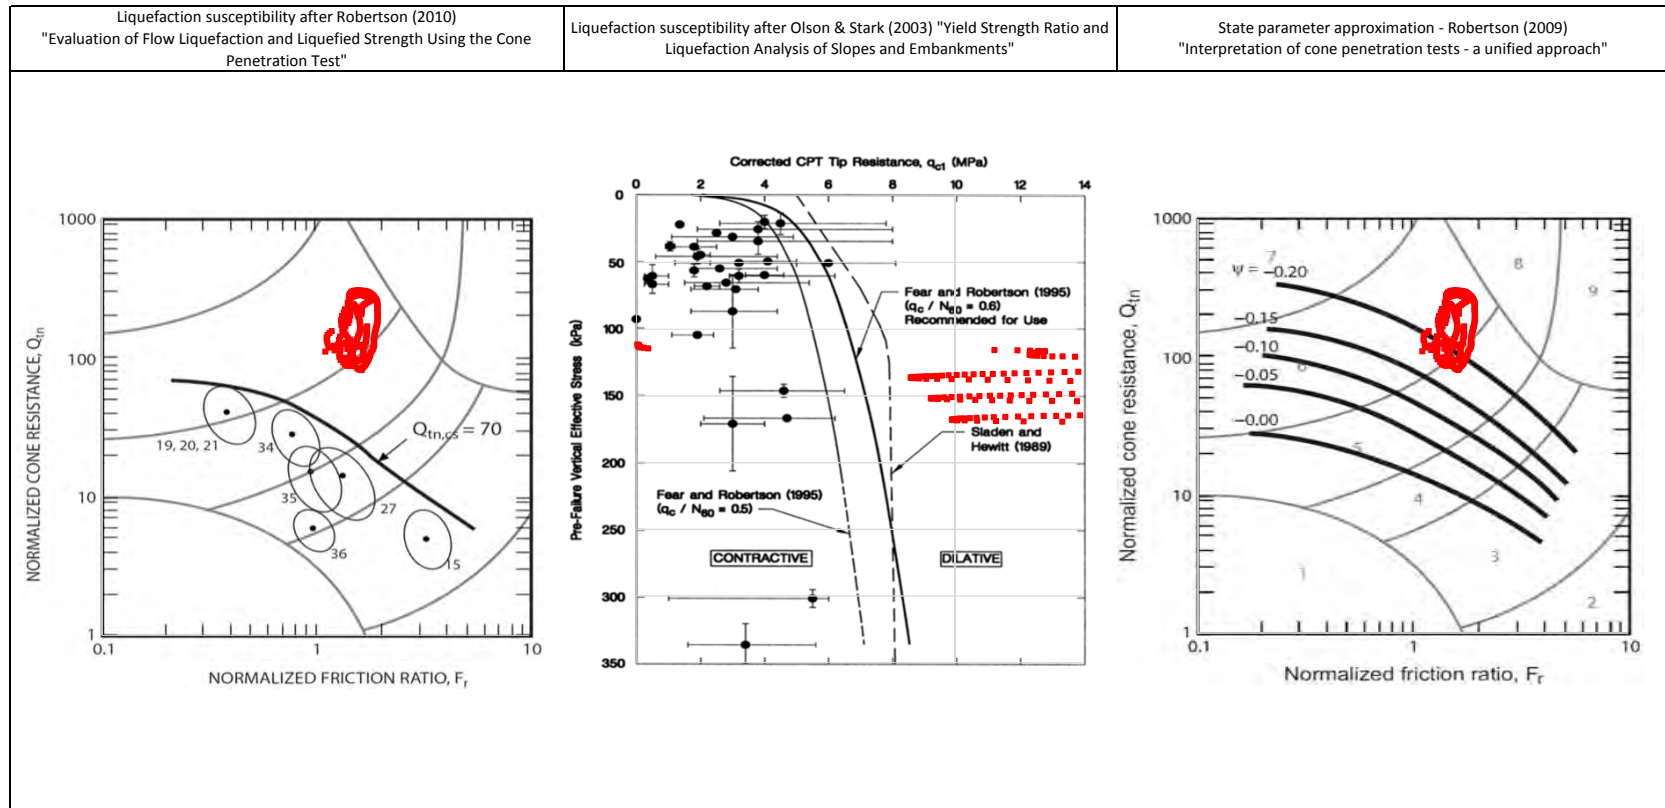 Liquefaction susceptibility after Robertson (2010)
"Evaluation of Flow Liquefaction and Liquefied Strength Using the Cone
Penetration Test"
Liquefaction susceptibility after Olson & Stark (2003) "Yield Strength Ratio and
Liquefaction Analysis of Slopes and Embankments"
State parameter approximation - Robertson (2009)
"Interpretation of cone penetration tests - a unified approach"
NORMALIZED CONE RESISTANCE, Qtn
1000
100
10
1
0.1
1
10
NORMALIZED FRICTION RATIO, Fr
Qtn,cs = 70
19, 20, 21
34
35
27
36
15
Corrected CPT Tip Resistance, qc1 (MPa)
0 2 4 6 8 10 12 14
Pre-Failure Vertical Effective Stress (kPa)
0
50
100
150
200
250
300
350
Fear and Robertson (1995)
(qc / N60 = 0.6)
Recommended for Use
Sladen and
Hewitt (1989)
Fear and Robertson (1995)
(qc / N60 = 0.5)
CONTRACTIVE
DILATIVE
Normalized cone resistance, Qtn
1000
100
10
1
0.1
1
10
Normalized friction ratio, Fr
ψ = -0.20
-0.15
-0.10
-0.05
-0.00
7
8
9
6
5
4
3
1
2